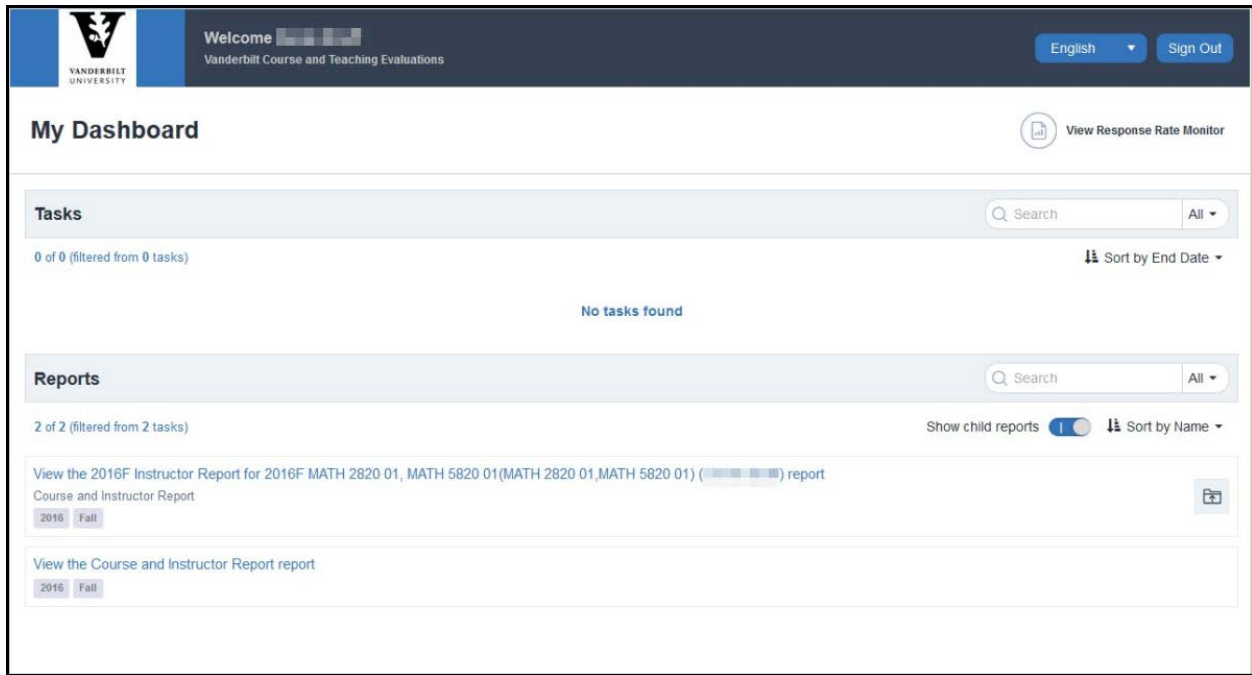 VANDERBILT
UNIVERSITY
Welcome
Vanderbilt Course and Teaching Evaluations
English
Sign Out
My Dashboard
View Response Rate Monitor
Tasks
Search
All
0 of 0 (filtered from 0 tasks)
Sort by End Date
No tasks found
Reports
Search
All
2 of 2 (filtered from 2 tasks)
Show child reports
Sort by Name
View the 2016F Instructor Report for 2016F MATH 2820 01, MATH 5820 01(MATH 2820 01,MATH 5820 01) ( ) report
Course and Instructor Report
2016 Fall
View the Course and Instructor Report report
2016 Fall